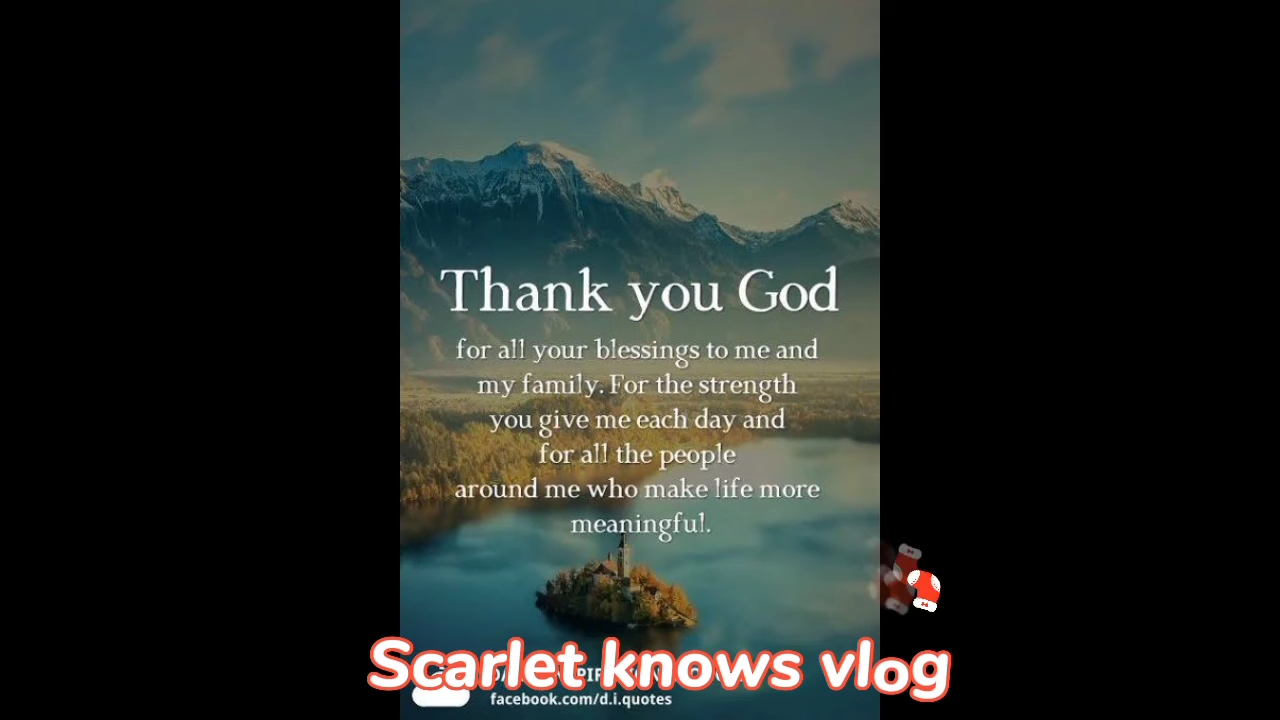 Thank you God
for all your blessings to me and
my family. For the strength
you give me each day and
for all the people
around me who make life more
meaningful.
Scarlet knows vlog
facebook.com/d.i.quotes